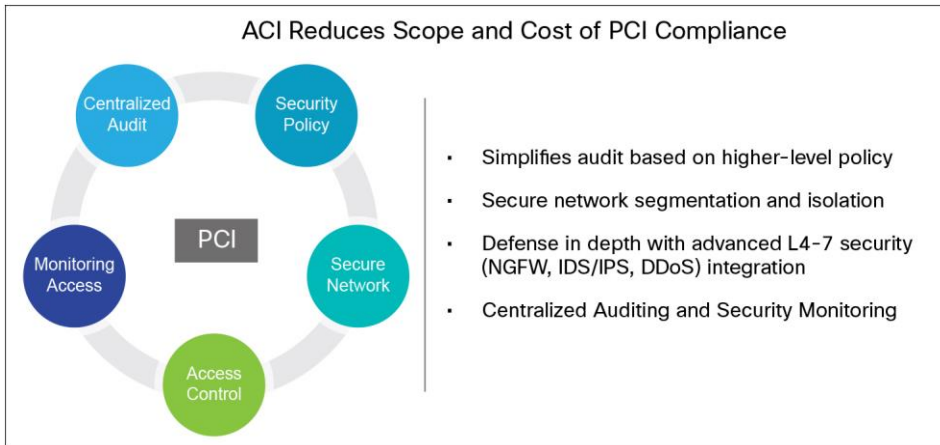 ACI Reduces Scope and Cost of PCI Compliance
Centralized
Audit
Security
Policy
Monitoring
Access
PCI
Secure
Network
Access
Control
▪ Simplifies audit based on higher-level policy
▪ Secure network segmentation and isolation
▪ Defense in depth with advanced L4-7 security
(NGFW, IDS/IPS, DDoS) integration
▪ Centralized Auditing and Security Monitoring